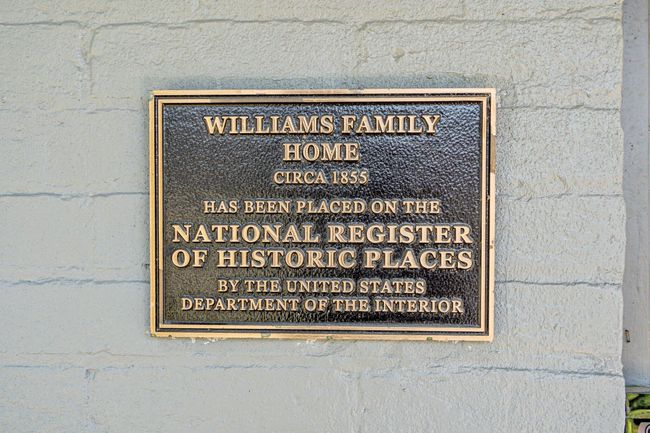 WILLIAMS FAMILY
HOME
CIRCA 1855
HAS BEEN PLACED ON THE
NATIONAL REGISTER
OF HISTORIC PLACES
BY THE UNITED STATES
DEPARTMENT OF THE INTERIOR